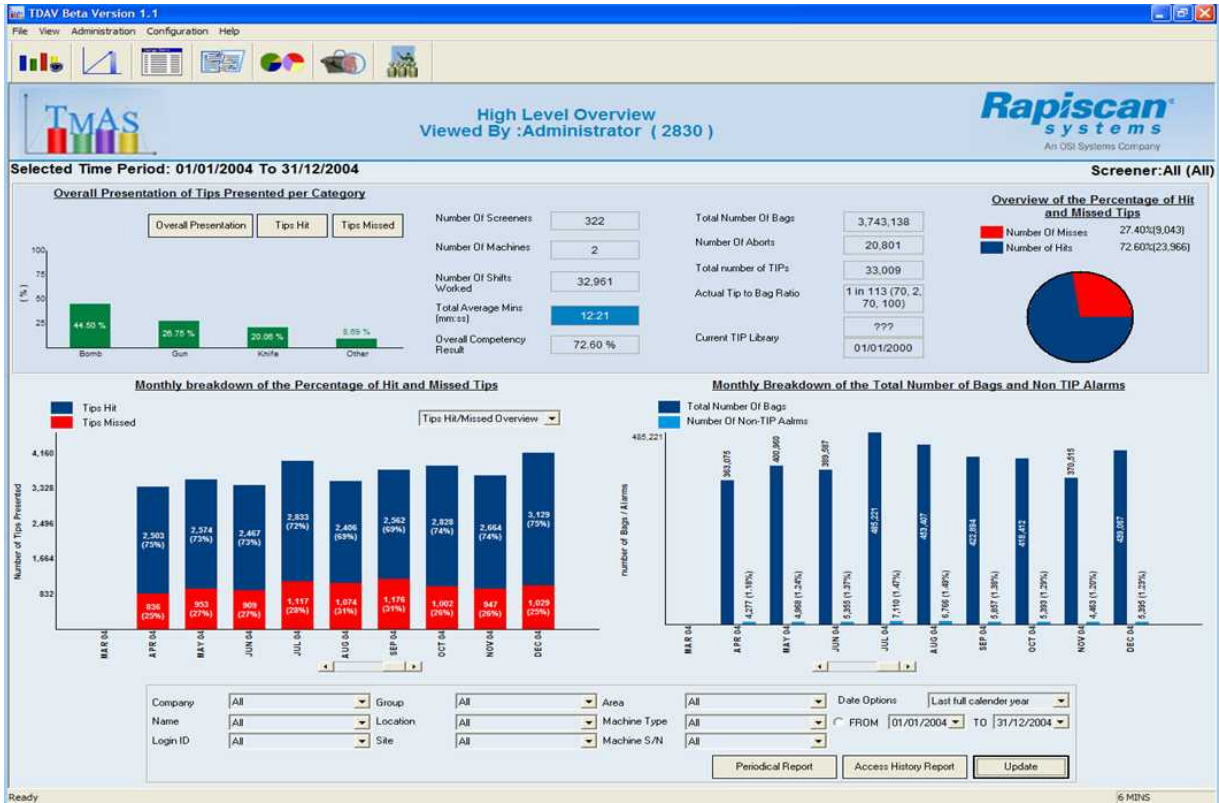 TDAV Beta Version 1.1
File View Administration Configuration Help
TMAS
High Level Overview
Viewed By :Administrator ( 2830 )
Rapiscan
systems
An OSI Systems Company
Selected Time Period: 01/01/2004 To 31/12/2004
Screener:All (All)
Overall Presentation of Tips Presented per Category
Overall Presentation
Tips Hit
Tips Missed
100
75
50
25
( % )
44.50 %
26.75 %
20.06 %
8.69 %
Bomb
Gun
Knife
Other
Number Of Screeners
322
Number Of Machines
2
Number Of Shifts Worked
32,961
Total Average Mins (mm:ss)
12:21
Overall Competency Result
72.60 %
Total Number Of Bags
3,743,138
Number Of Aborts
20,801
Total number of TIPs
33,009
Actual Tip to Bag Ratio
1 in 113 (70, 2, 70, 100)
Current TIP Library
???
01/01/2000
Overview of the Percentage of Hit
and Missed Tips
Number Of Misses 27.40%(9,043)
Number of Hits 72.60%(23,966)
Monthly breakdown of the Percentage of Hit and Missed Tips
Tips Hit
Tips Missed
Tips Hit/Missed Overview
Number of Tips Presented
4,160
3,328
2,496
1,664
832
2,503 (75%)
2,574 (73%)
2,467 (73%)
2,833 (72%)
2,406 (69%)
2,562 (69%)
2,828 (74%)
2,664 (74%)
3,129 (75%)
836 (25%)
953 (27%)
909 (27%)
1,117 (28%)
1,074 (31%)
1,176 (31%)
1,002 (26%)
947 (26%)
1,029 (25%)
MAR 04
APR 04
MAY 04
JUN 04
JUL 04
AUG 04
SEP 04
OCT 04
NOV 04
DEC 04
Monthly Breakdown of the Total Number of Bags and Non TIP Alarms
Total Number Of Bags
Number Of Non-TIP Aalrms
485,221
number of Bags / Alarms
363,075
400,960
389,587
485,221
453,407
422,894
418,412
370,515
439,067
4,277 (1.18%)
4,968 (1.24%)
5,355 (1.37%)
7,110 (1.47%)
6,766 (1.49%)
5,857 (1.38%)
5,393 (1.29%)
4,463 (1.20%)
5,395 (1.29%)
MAR 04
APR 04
MAY 04
JUN 04
JUL 04
AUG 04
SEP 04
OCT 04
NOV 04
DEC 04
Company All Group All Area All Date Options Last full calender year
Name All Location All Machine Type All FROM 01/01/2004 TO 31/12/2004
Login ID All Site All Machine S/N All
Periodical Report
Access History Report
Update
Ready
6 MINS